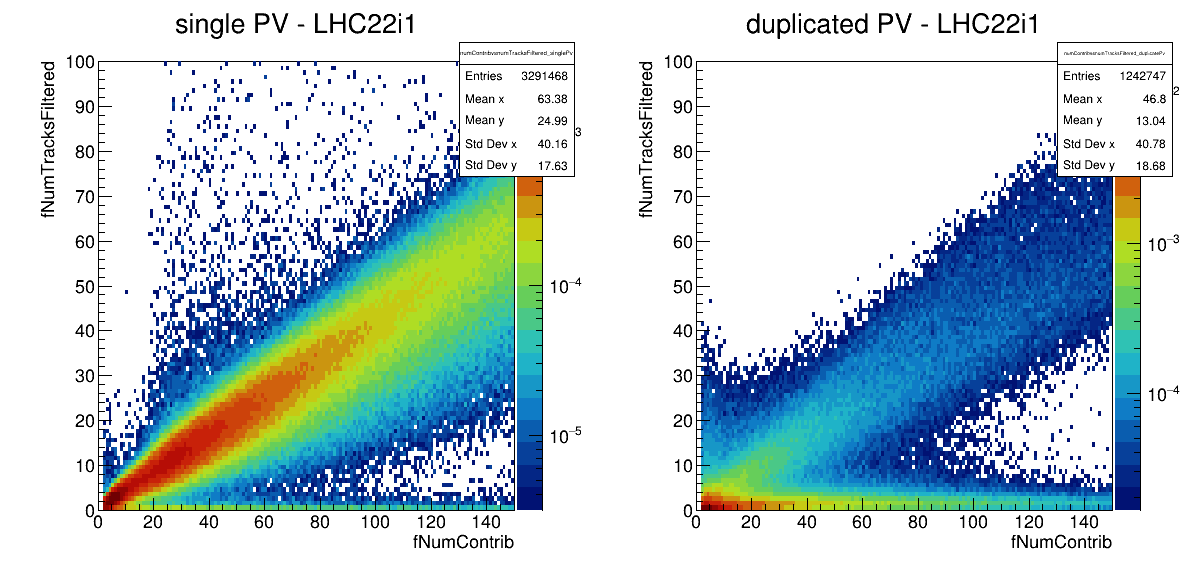 single PV - LHC22i1
numContribvsnumTracksFiltered_singlePv
Entries 3291468
Mean x 63.38
Mean y 24.99
Std Dev x 40.16
Std Dev y 17.63
fNumTracksFiltered
100
90
80
70
60
50
40
30
20
10
0
0 20 40 60 80 100 120 140
fNumContrib
3
10−4
10−5
duplicated PV - LHC22i1
numContribvsnumTracksFiltered_duplicatePv
Entries 1242747
Mean x 46.8
Mean y 13.04
Std Dev x 40.78
Std Dev y 18.68
fNumTracksFiltered
100
90
80
70
60
50
40
30
20
10
0
0 20 40 60 80 100 120 140
fNumContrib
2
10−3
10−4